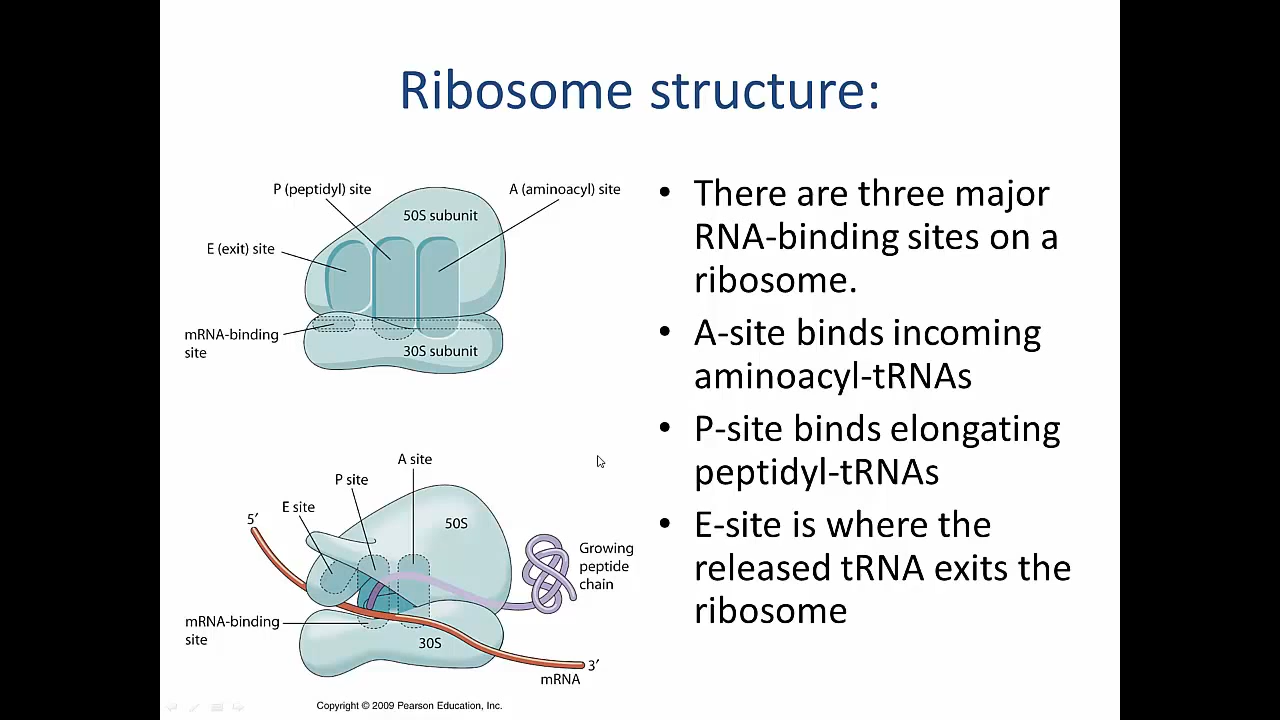 Ribosome structure:
P (peptidyl) site
A (aminoacyl) site
50S subunit
E (exit) site
mRNA-binding
site
30S subunit
A site
P site
E site
5′
50S
Growing
peptide
chain
mRNA-binding
site
30S
3′
mRNA
Copyright © 2009 Pearson Education, Inc.
• There are three major
RNA-binding sites on a
ribosome.
• A-site binds incoming
aminoacyl-tRNAs
• P-site binds elongating
peptidyl-tRNAs
• E-site is where the
released tRNA exits the
ribosome